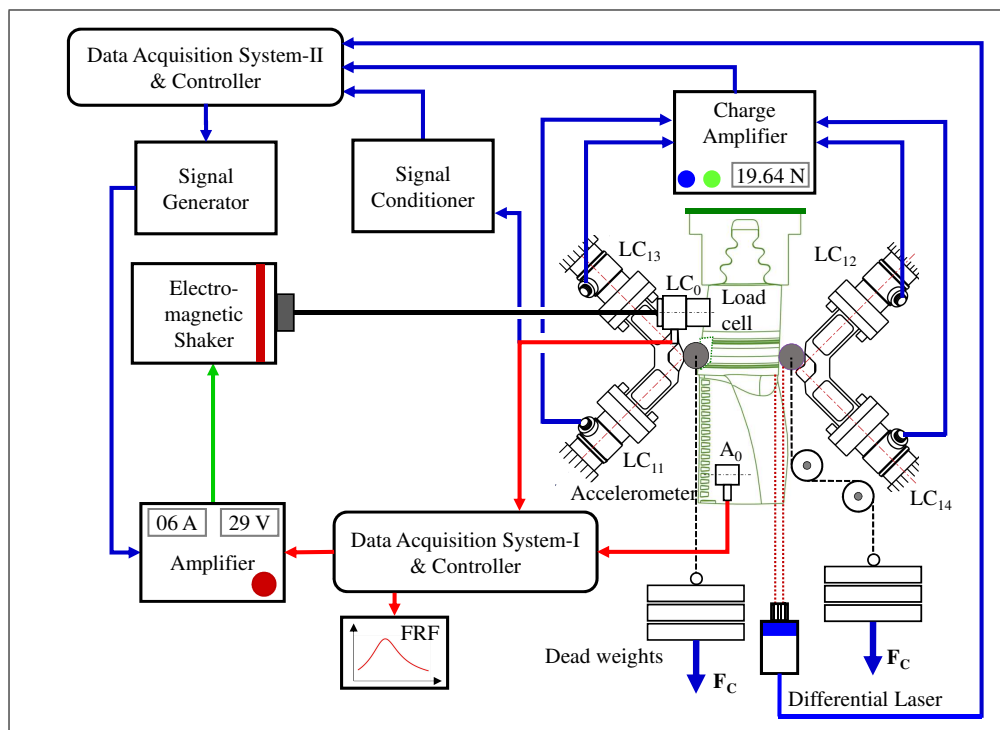 Data Acquisition System-II
& Controller
Signal
Generator
Signal
Conditioner
Charge
Amplifier
19.64 N
LC13
LC0
LC12
Load
cell
Electro-
magnetic
Shaker
LC11
A0
Accelerometer
LC14
06 A
29 V
Amplifier
Data Acquisition System-I
& Controller
FRF
Dead weights
FC
FC
Differential Laser